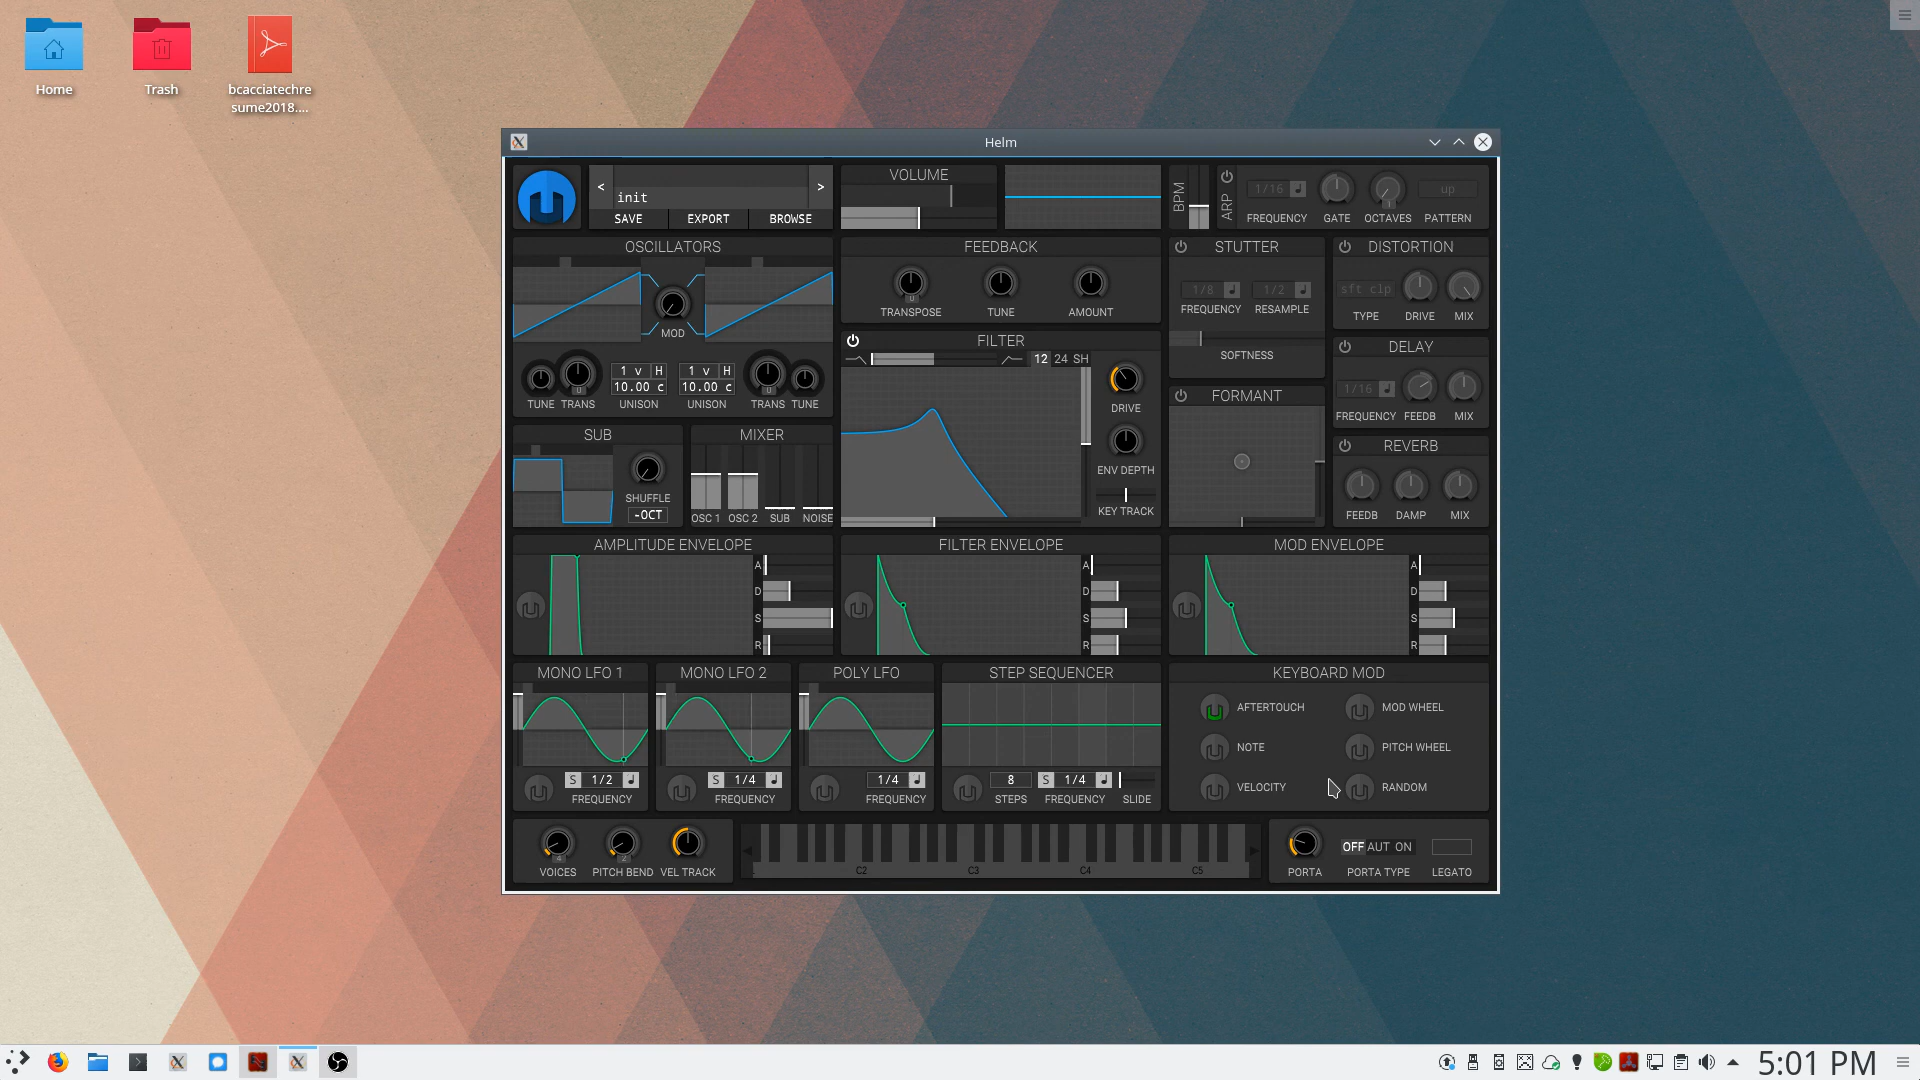 Home
Trash
bcacciatechre
sume2018....
Helm
<
init
>
SAVE EXPORT BROWSE
VOLUME
BPM
ARP
1/16
up
FREQUENCY GATE OCTAVES PATTERN
1
OSCILLATORS
MOD
0
1 v H
10.00 c
1 v H
10.00 c
0
TUNE TRANS UNISON UNISON TRANS TUNE
FEEDBACK
0
TRANSPOSE TUNE AMOUNT
STUTTER
1/8 1/2
FREQUENCY RESAMPLE
SOFTNESS
DISTORTION
sft clp
TYPE DRIVE MIX
FILTER
12 24 SH
DRIVE
ENV DEPTH
KEY TRACK
DELAY
1/16
FREQUENCY FEEDB MIX
FORMANT
REVERB
FEEDB DAMP MIX
SUB
SHUFFLE
-OCT
MIXER
OSC 1 OSC 2 SUB NOISE
AMPLITUDE ENVELOPE
A
D
S
R
FILTER ENVELOPE
A
D
S
R
MOD ENVELOPE
A
D
S
R
MONO LFO 1
S 1/2
FREQUENCY
MONO LFO 2
S 1/4
FREQUENCY
POLY LFO
1/4
FREQUENCY
STEP SEQUENCER
8 S 1/4
STEPS FREQUENCY SLIDE
KEYBOARD MOD
AFTERTOUCH MOD WHEEL
NOTE PITCH WHEEL
VELOCITY RANDOM
4 2
VOICES PITCH BEND VEL TRACK
C2 C3 C4 C5
OFF AUT ON
PORTA PORTA TYPE LEGATO
5:01 PM